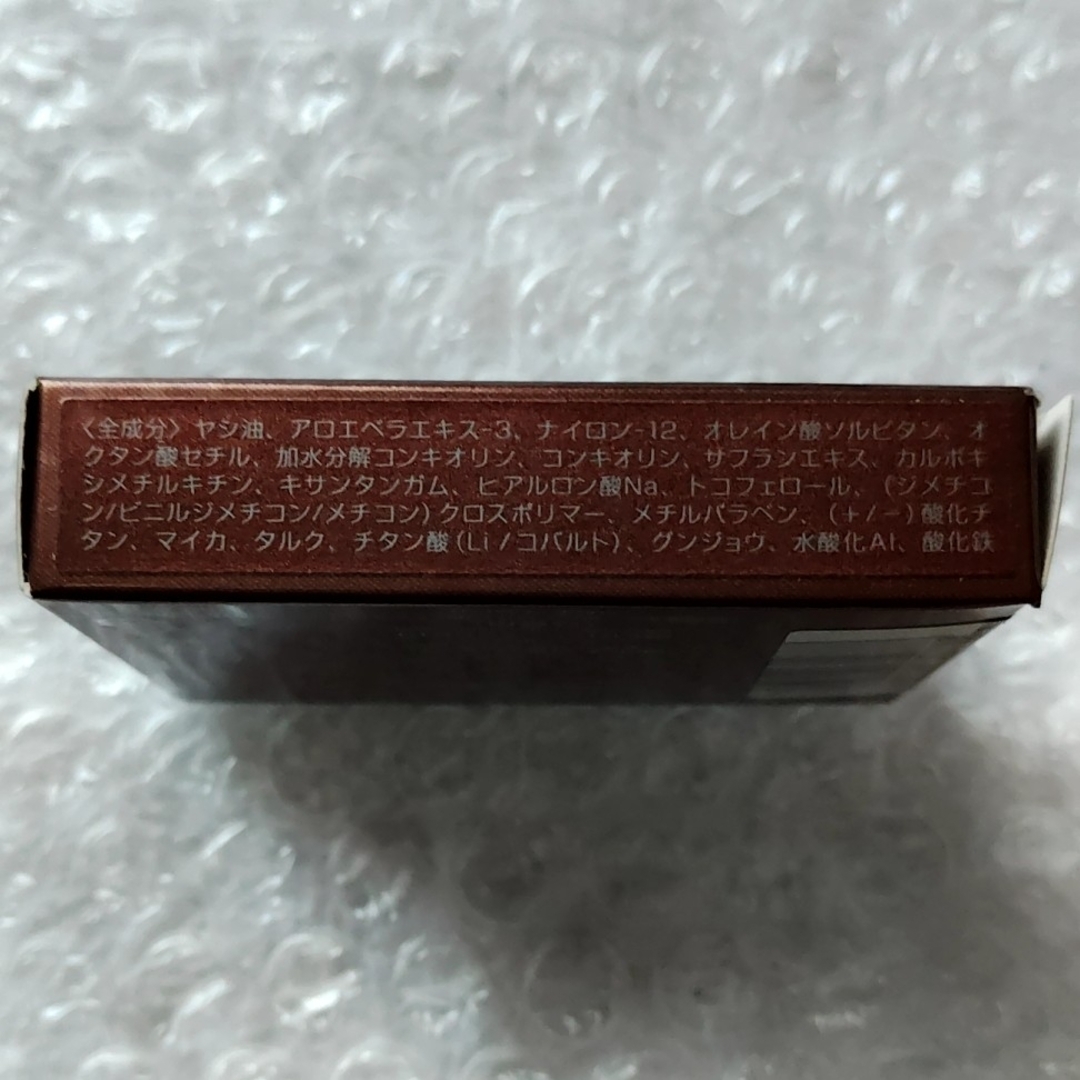 〈全成分〉ヤシ油、アロエベラエキス-3、ナイロン-12、オレイン酸ソルビタン、オ
クタン酸セチル、加水分解コンキオリン、コンキオリン、サフランエキス、カルボキ
シメチルキチン、キサンタンガム、ヒアルロン酸Na、トコフェロール、(ジメチコ
ン/ビニルジメチコン/メチコン)クロスポリマー、メチルパラベン、(+/−)酸化チ
タン、マイカ、タルク、チタン酸(Li/コバルト)、グンジョウ、水酸化Al、酸化鉄